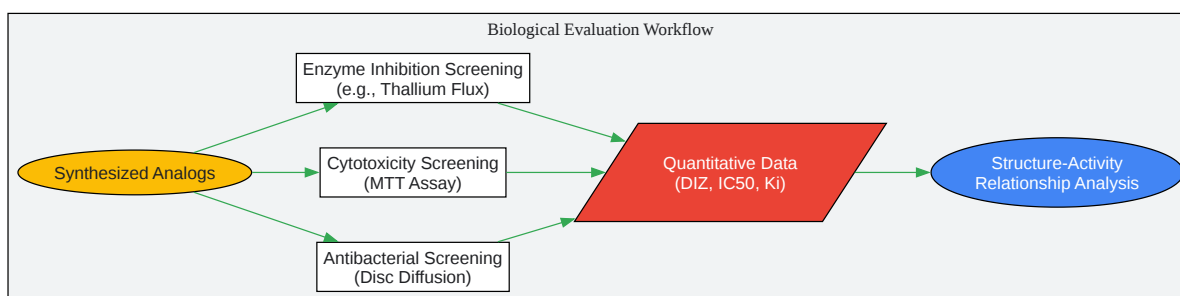 Biological Evaluation Workflow
Enzyme Inhibition Screening
(e.g., Thallium Flux)
Synthesized Analogs
Cytotoxicity Screening
(MTT Assay)
Antibacterial Screening
(Disc Diffusion)
Quantitative Data
(DIZ, IC50, Ki)
Structure-Activity
Relationship Analysis